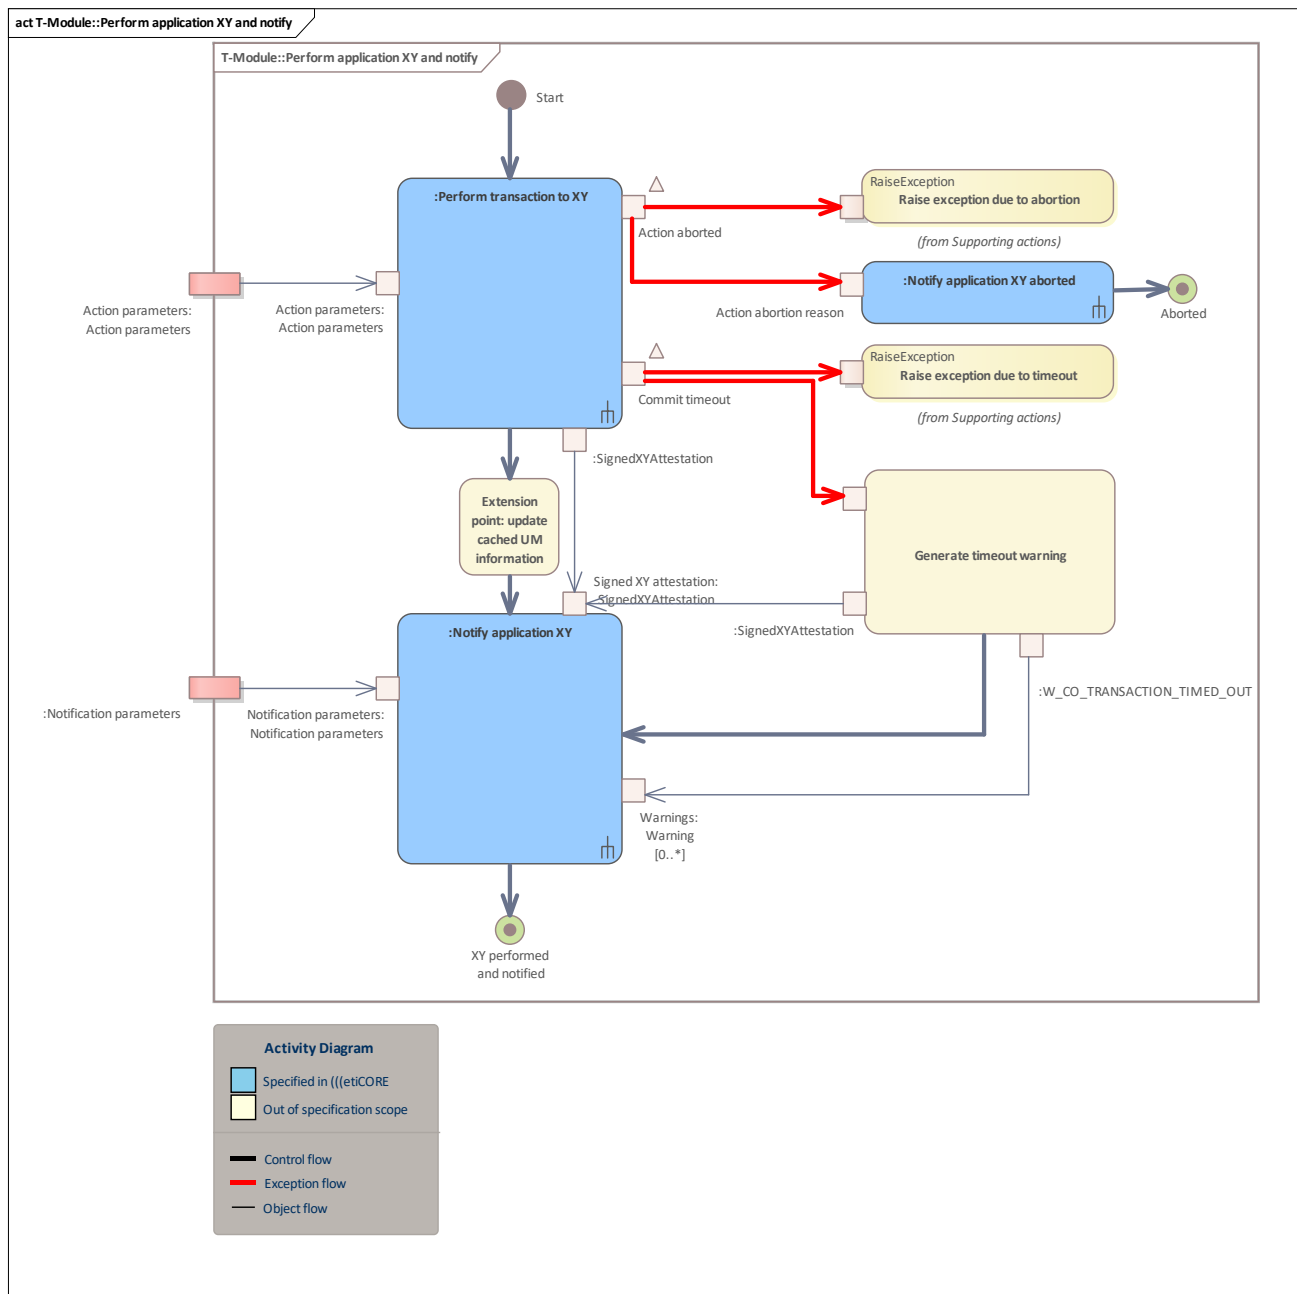 act T-Module::Perform application XY and notify
T-Module::Perform application XY and notify
Start
:Perform transaction to XY
RaiseException
Raise exception due to abortion
Action aborted
(from Supporting actions)
:Notify application XY aborted
Action parameters:
Action parameters
Action parameters:
Action parameters
Action abortion reason
Aborted
RaiseException
Raise exception due to timeout
Commit timeout
(from Supporting actions)
:SignedXYAttestation
Extension
point: update
cached UM
information
Generate timeout warning
Signed XY attestation:
SignedXYAttestation
:SignedXYAttestation
:Notify application XY
:W_CO_TRANSACTION_TIMED_OUT
:Notification parameters
Notification parameters:
Notification parameters
Warnings:
Warning
[0..*]
XY performed
and notified
Activity Diagram
Specified in (((etiCORE
Out of specification scope
Control flow
Exception flow
Object flow